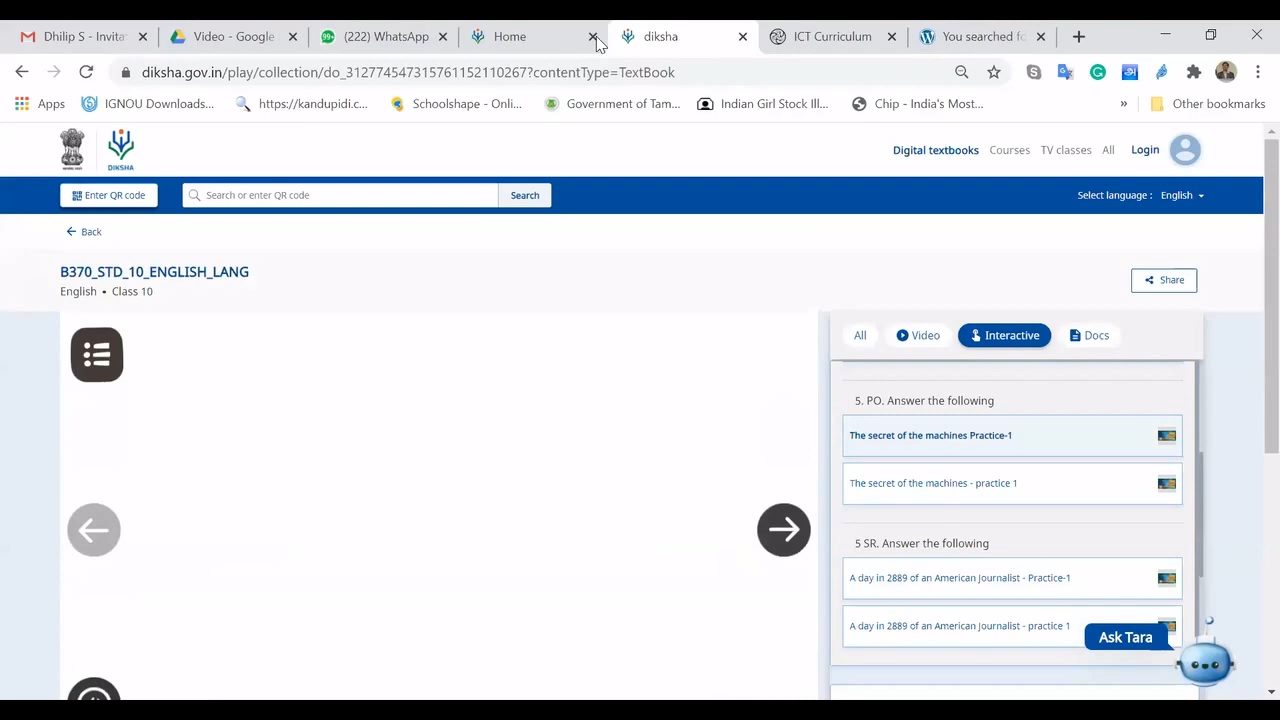 Dhilip S - Invita
Video - Google
99+
(222) WhatsApp
Home
diksha
ICT Curriculum
You searched fo
diksha.gov.in/play/collection/do_31277454731576115211​0267?contentType=TextBook
Apps
IGNOU Downloads...
https://kandupidi.c...
Schoolshape - Onli...
Government of Tam...
Indian Girl Stock Ill...
Chip - India's Most...
»
Other bookmarks
DIKSHA
Digital textbooks
Courses
TV classes
All
Login
Enter QR code
Search or enter QR code
Search
Select language :
English
Back
B370_STD_10_ENGLISH_LANG
English • Class 10
Share
All
Video
Interactive
Docs
5. PO. Answer the following
The secret of the machines Practice-1
The secret of the machines - practice 1
5 SR. Answer the following
A day in 2889 of an American Journalist - Practice-1
A day in 2889 of an American Journalist - practice 1
Ask Tara